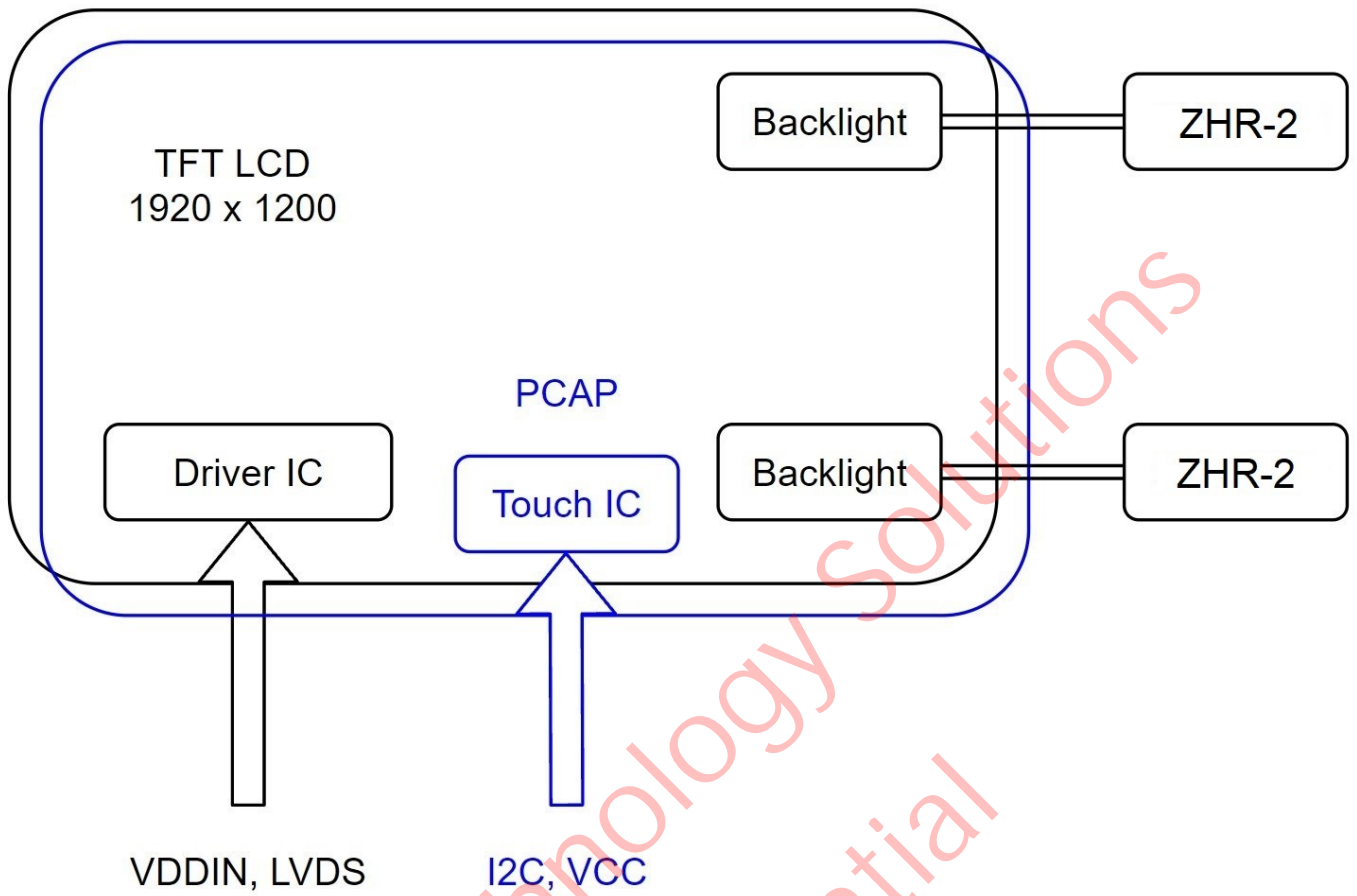 Backlight
ZHR-2
TFT LCD
1920 x 1200
PCAP
Driver IC
Touch IC
Backlight
ZHR-2
VDDIN, LVDS
I2C, VCC
Solutions